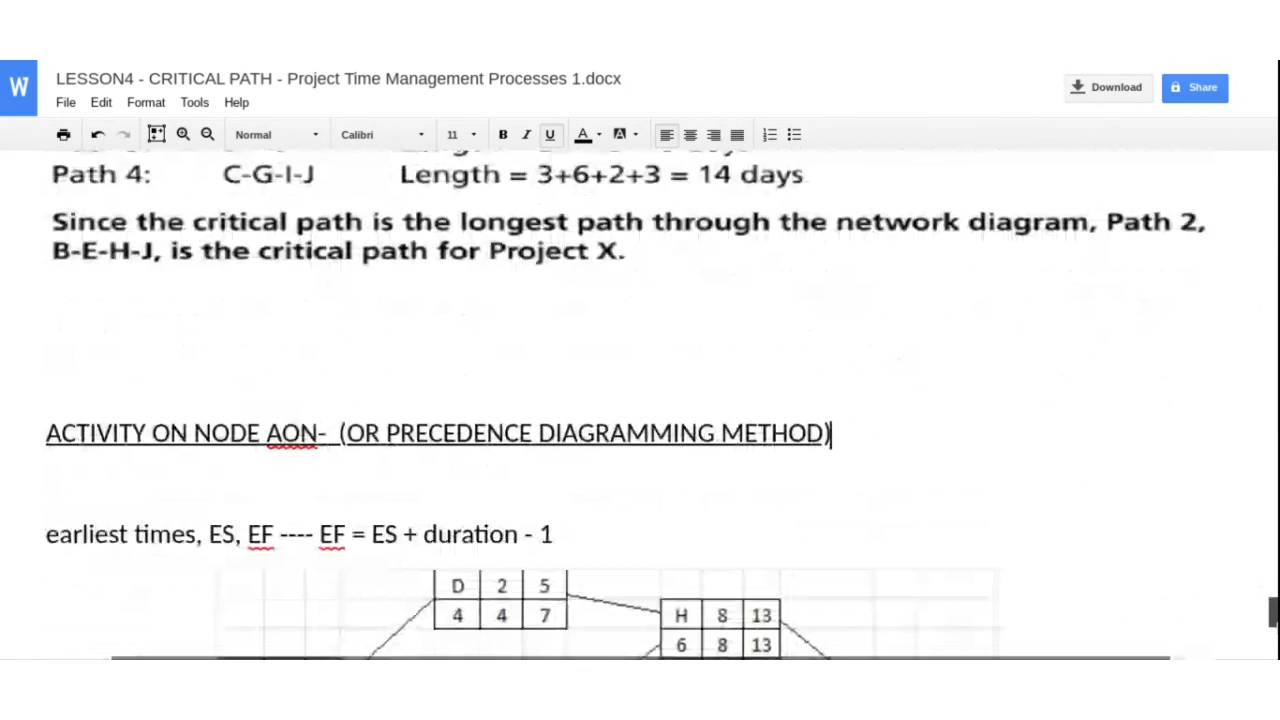 W
LESSON4 - CRITICAL PATH - Project Time Management Processes 1.docx
File Edit Format Tools Help
Download
Share
Normal Calibri 11 B I U A A
Path 4: C-G-I-J Length = 3+6+2+3 = 14 days
Since the critical path is the longest path through the network diagram, Path 2,
B-E-H-J, is the critical path for Project X.
ACTIVITY ON NODE AON- (OR PRECEDENCE DIAGRAMMING METHOD)
earliest times, ES, EF ---- EF = ES + duration - 1
D 2 5
4 4 7
H 8 13
6 8 13